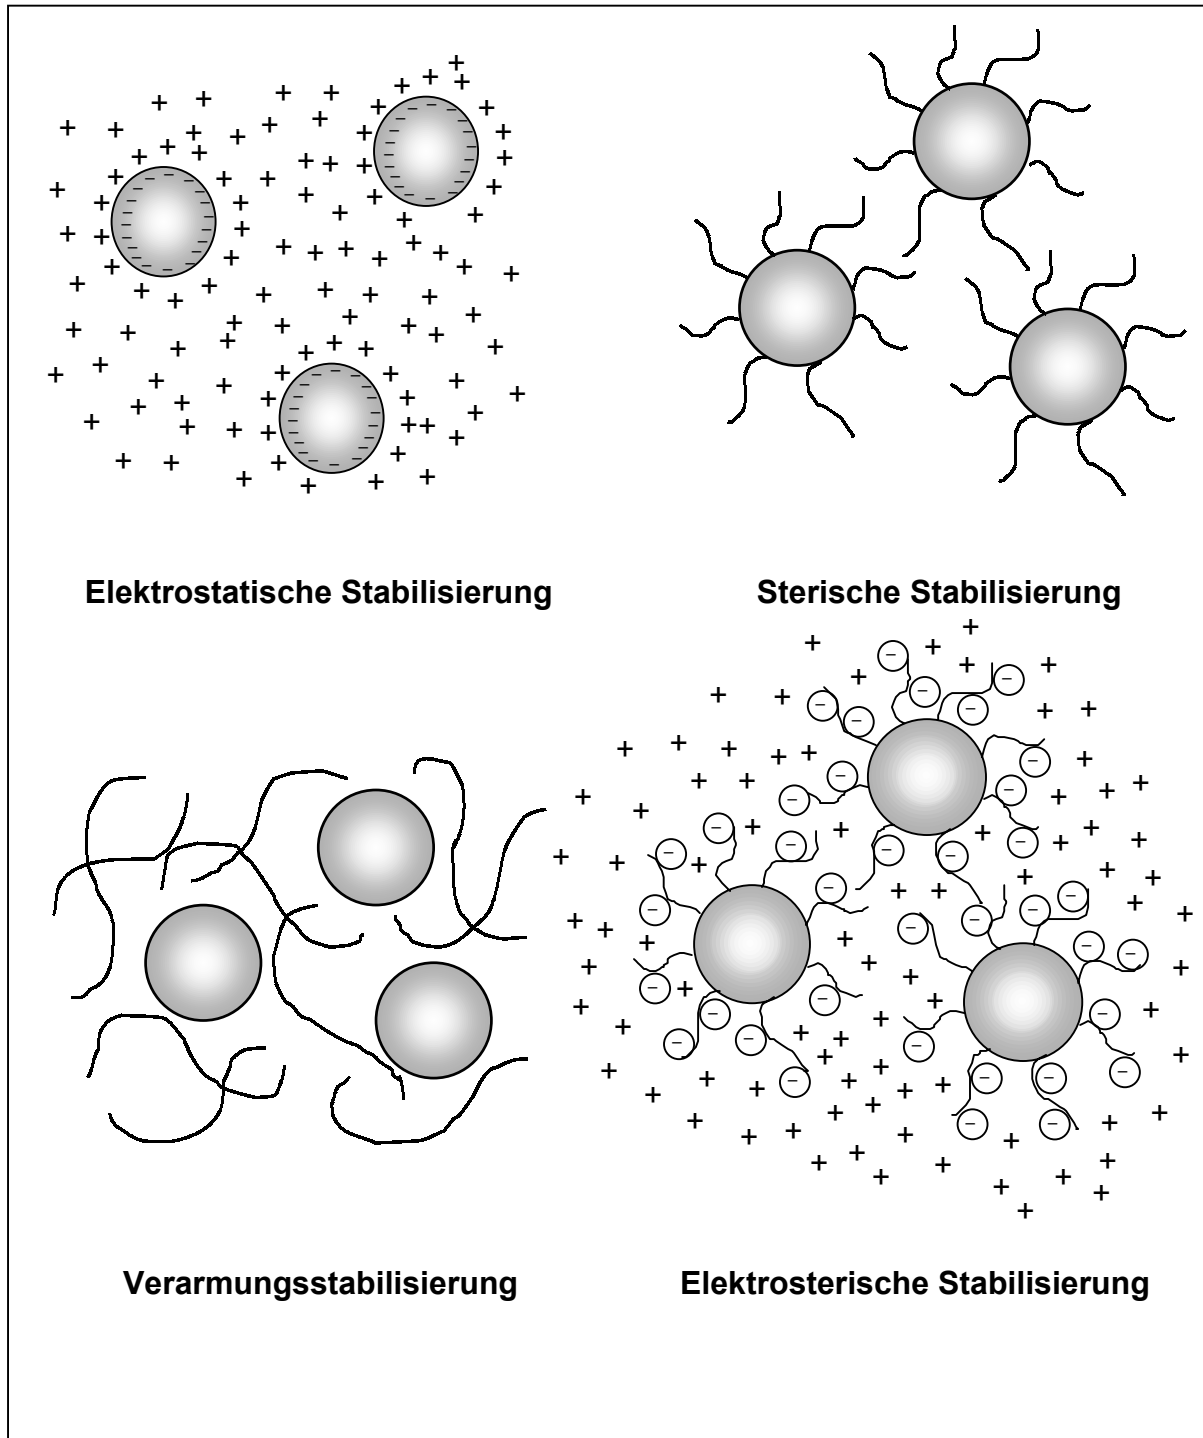 Elektrostatische Stabilisierung
Sterische Stabilisierung
Verarmungsstabilisierung
Elektrosterische Stabilisierung